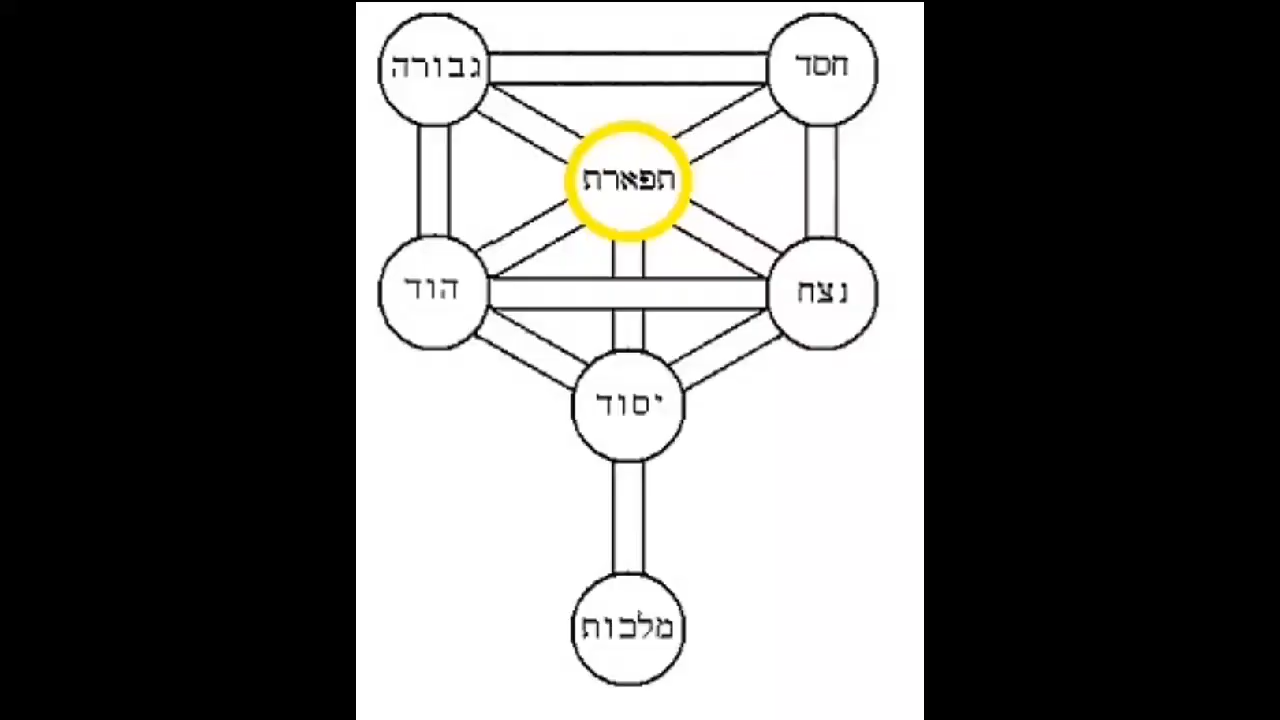 חסד
גבורה
תפארת
נצח
הוד
יסוד
מלכות